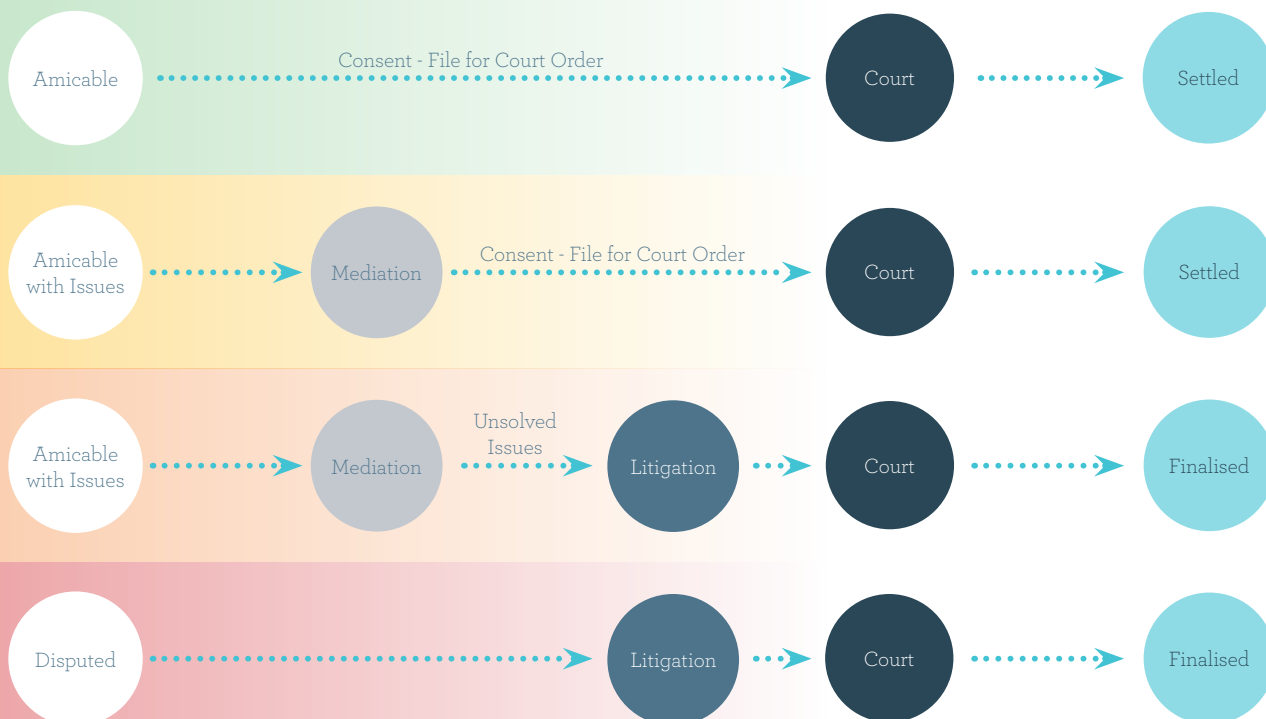 Consent - File for Court Order
Amicable
Court
Settled
Consent - File for Court Order
Amicable
with Issues
Mediation
Court
Settled
Unsolved
Issues
Amicable
with Issues
Mediation
Litigation
Court
Finalised
Disputed
Litigation
Court
Finalised